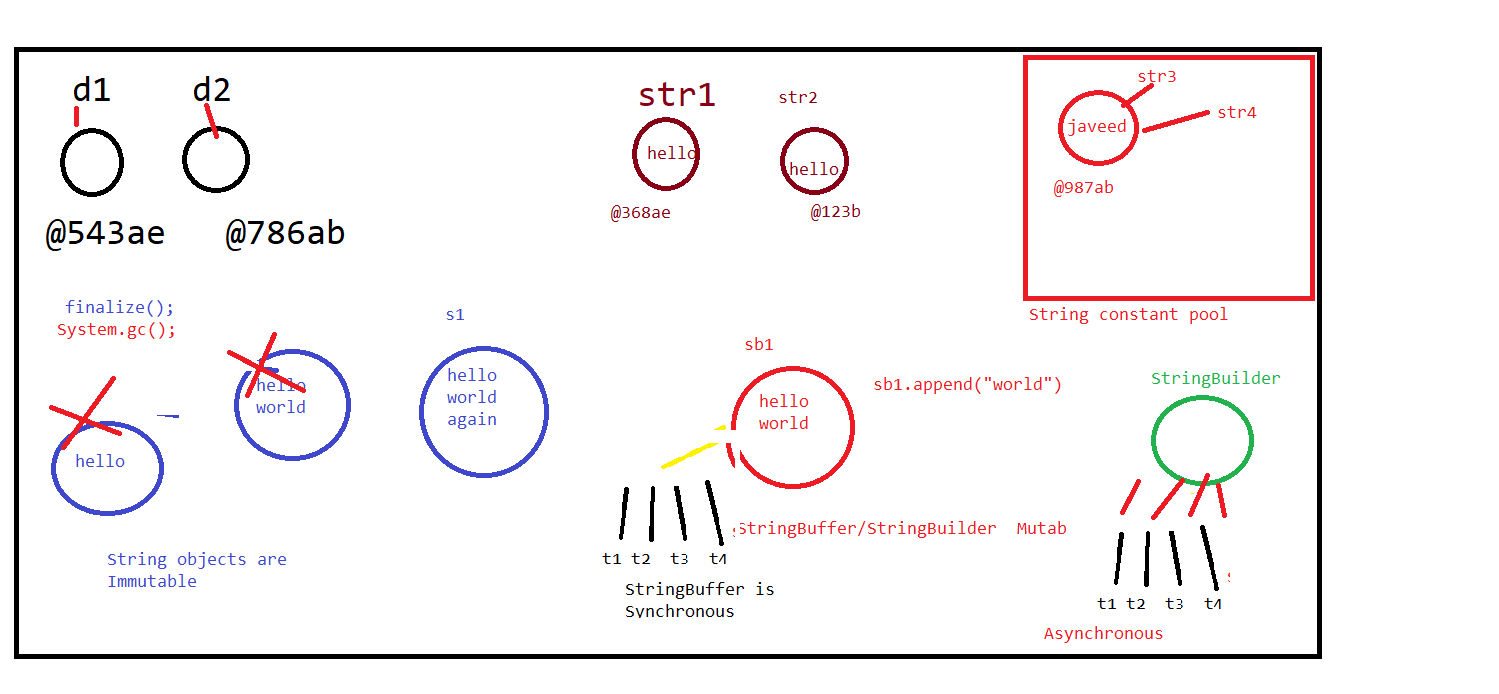 d1
d2
@543ae
@786ab
str1
str2
hello
hello
@368ae
@123b
str3
str4
javeed
@987ab
String constant pool
finalize();
System.gc();
hello
hello
world
s1
hello
world
again
String objects are
Immutable
sb1
hello
world
sb1.append("world")
StringBuffer/StringBuilder  Mutab
t1 t2 t3 t4
StringBuffer is
Synchronous
StringBuilder
t1 t2 t3 t4
Asynchronous